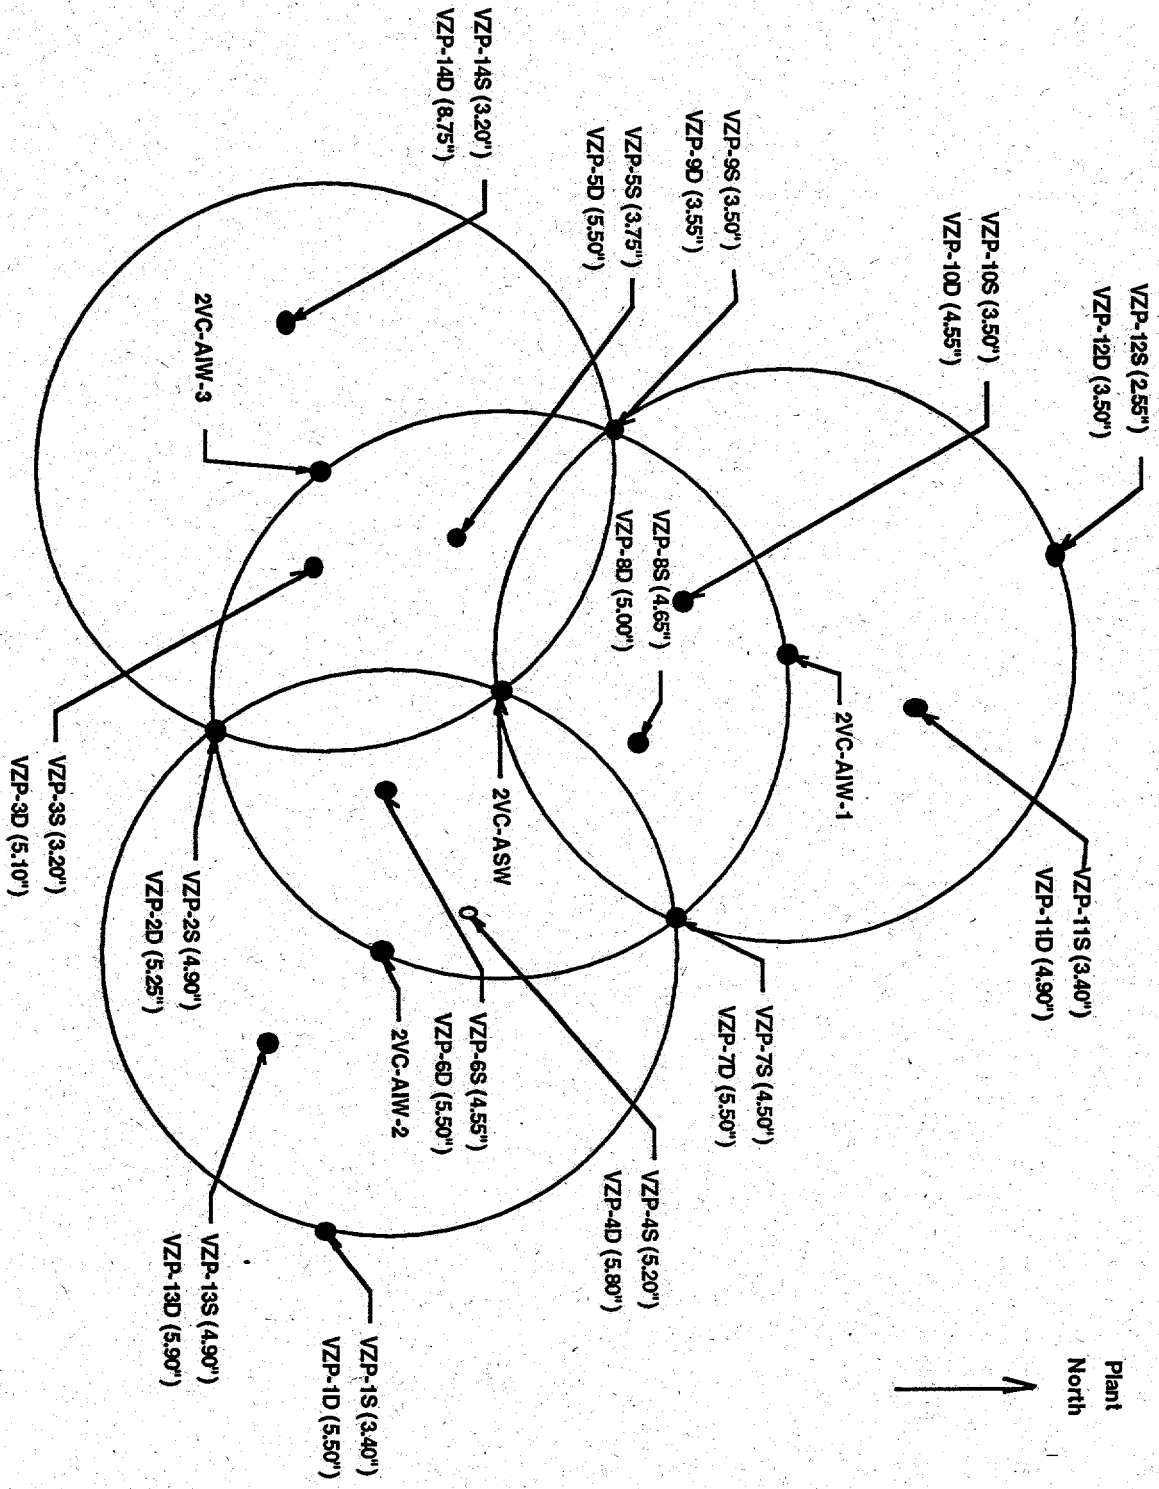 VZP-12S (2.55")
VZP-12D (3.50")
VZP-10S (3.50")
VZP-10D (4.55")
VZP-9S (3.50")
VZP-9D (3.55")
VZP-5S (3.75")
VZP-5D (5.50")
VZP-14S (3.20")
VZP-14D (8.75")
2VC-AIW-3
VZP-8S (4.65")
VZP-8D (5.00")
2VC-AIW-1
2VC-ASW
VZP-11S (3.40")
VZP-11D (4.90")
VZP-3S (3.20")
VZP-3D (5.10")
VZP-2S (4.90")
VZP-2D (5.25")
VZP-7S (4.50")
VZP-7D (5.50")
VZP-6S (4.55")
VZP-6D (5.50")
2VC-AIW-2
VZP-4S (5.20")
VZP-4D (5.80")
VZP-13S (4.90")
VZP-13D (5.90")
VZP-1S (3.40")
VZP-1D (5.50")
Plant
North